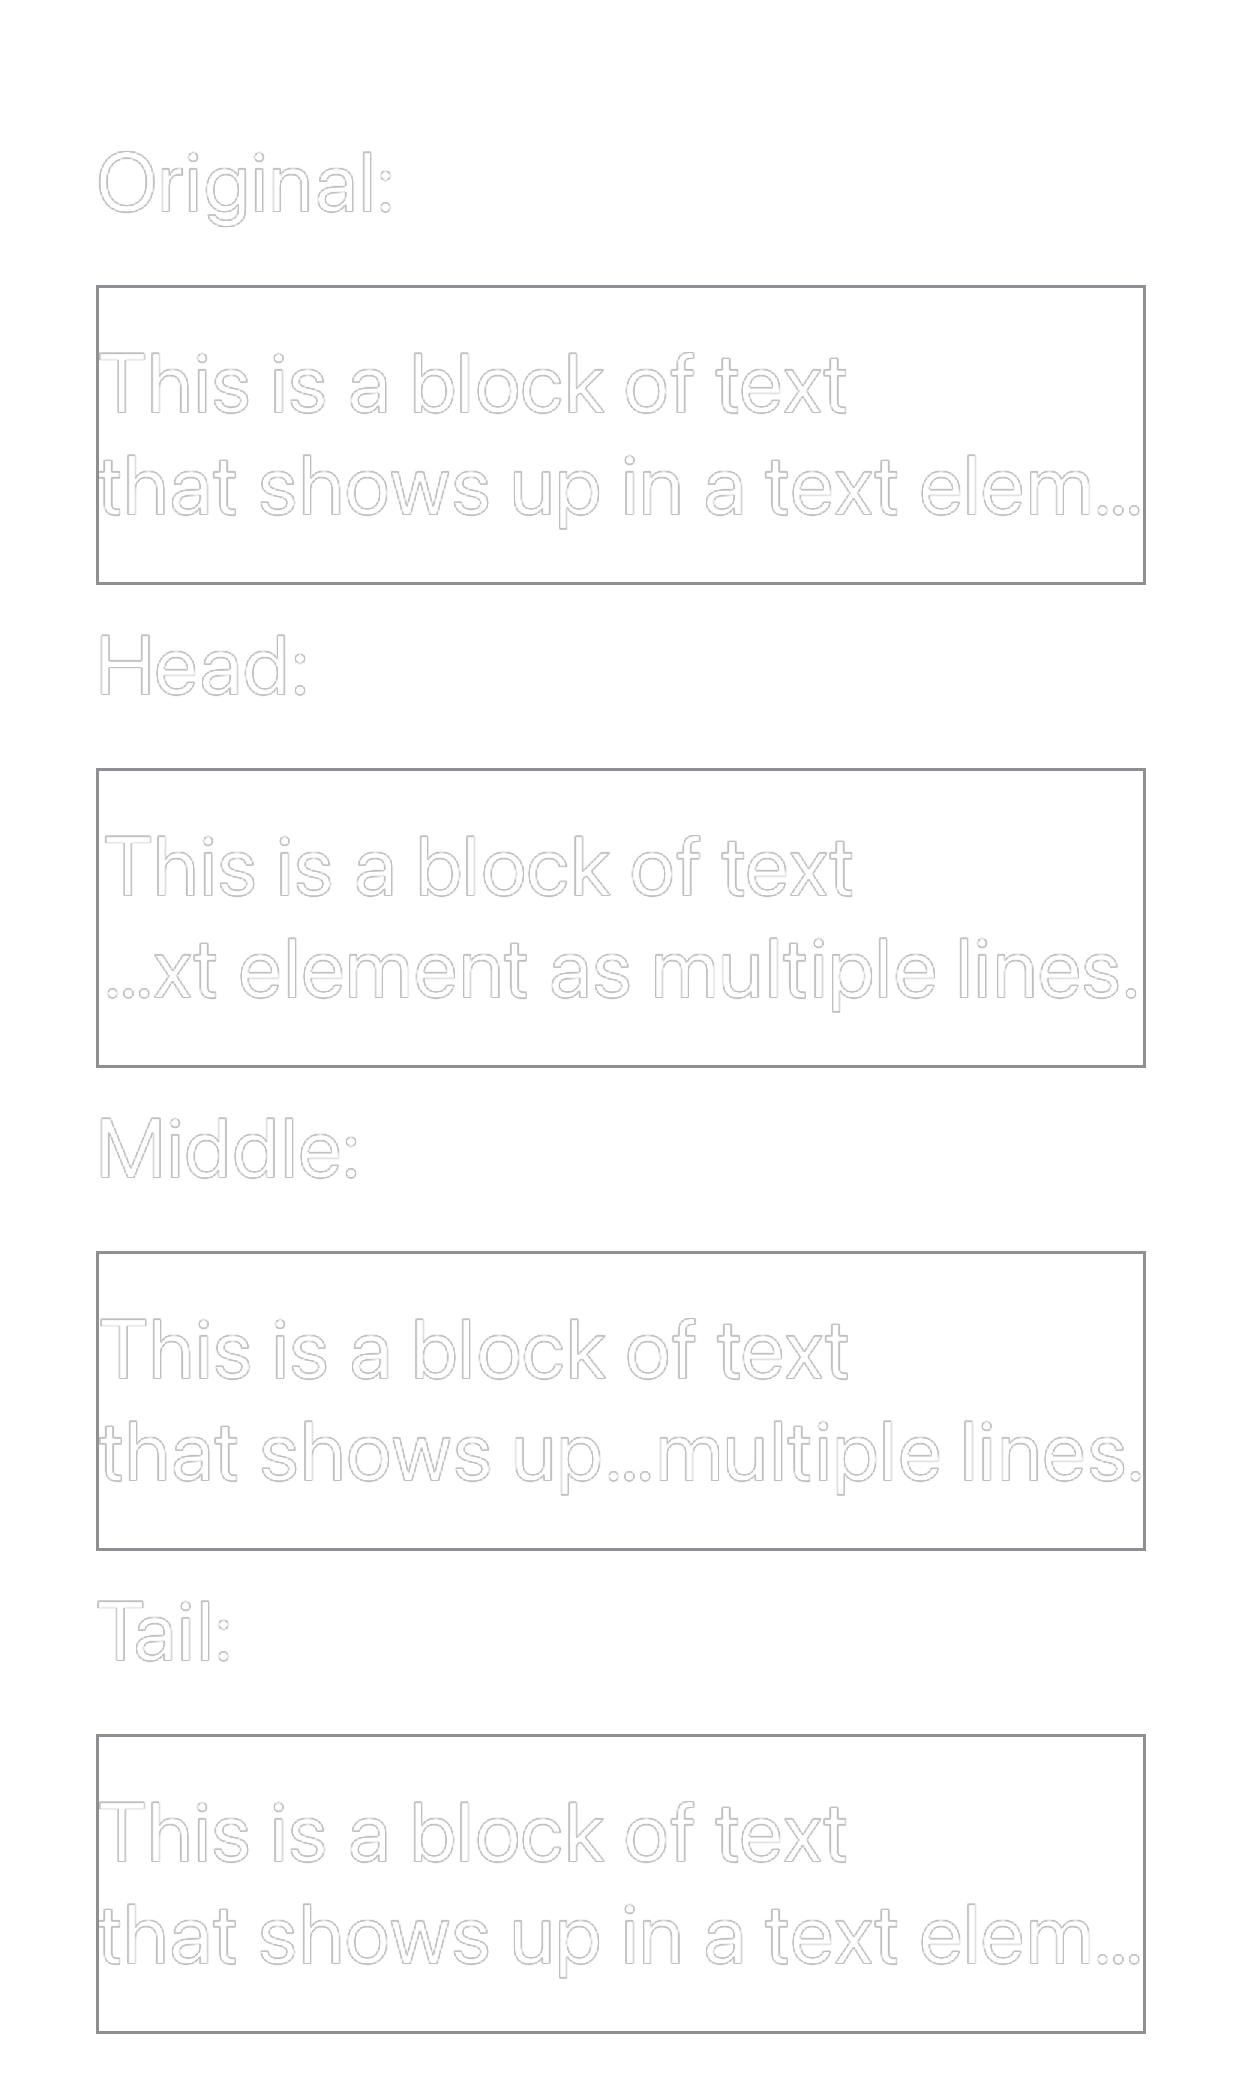 Original:
This is a block of text
that shows up in a text elem…
Head:
This is a block of text
…xt element as multiple lines.
Middle:
This is a block of text
that shows up…multiple lines.
Tail:
This is a block of text
that shows up in a text elem…